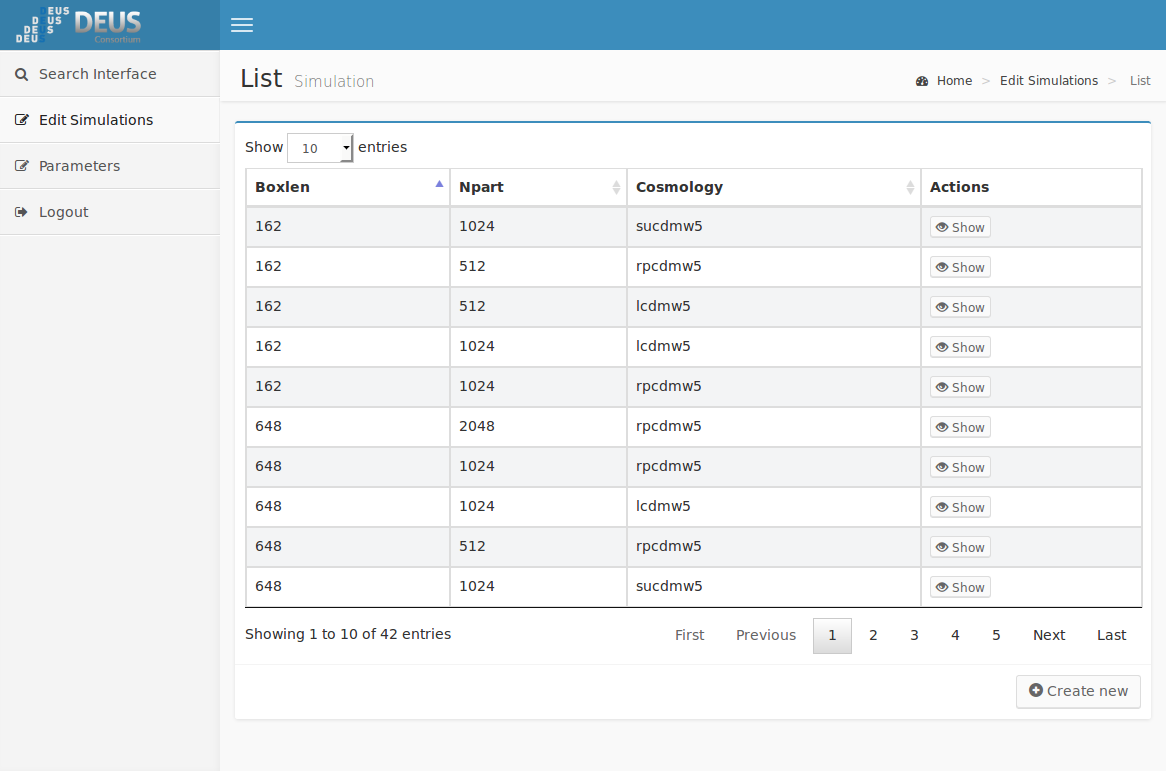 EUS
DEUS
DEUS
DEUS
DEUS
Consortium
Search Interface
Edit Simulations
Parameters
Logout
List Simulation
Home > Edit Simulations > List
Show 10 entries
Boxlen Npart Cosmology Actions
162 1024 sucdmw5 Show
162 512 rpcdmw5 Show
162 512 lcdmw5 Show
162 1024 lcdmw5 Show
162 1024 rpcdmw5 Show
648 2048 rpcdmw5 Show
648 1024 rpcdmw5 Show
648 1024 lcdmw5 Show
648 512 rpcdmw5 Show
648 1024 sucdmw5 Show
Showing 1 to 10 of 42 entries
First Previous 1 2 3 4 5 Next Last
Create new